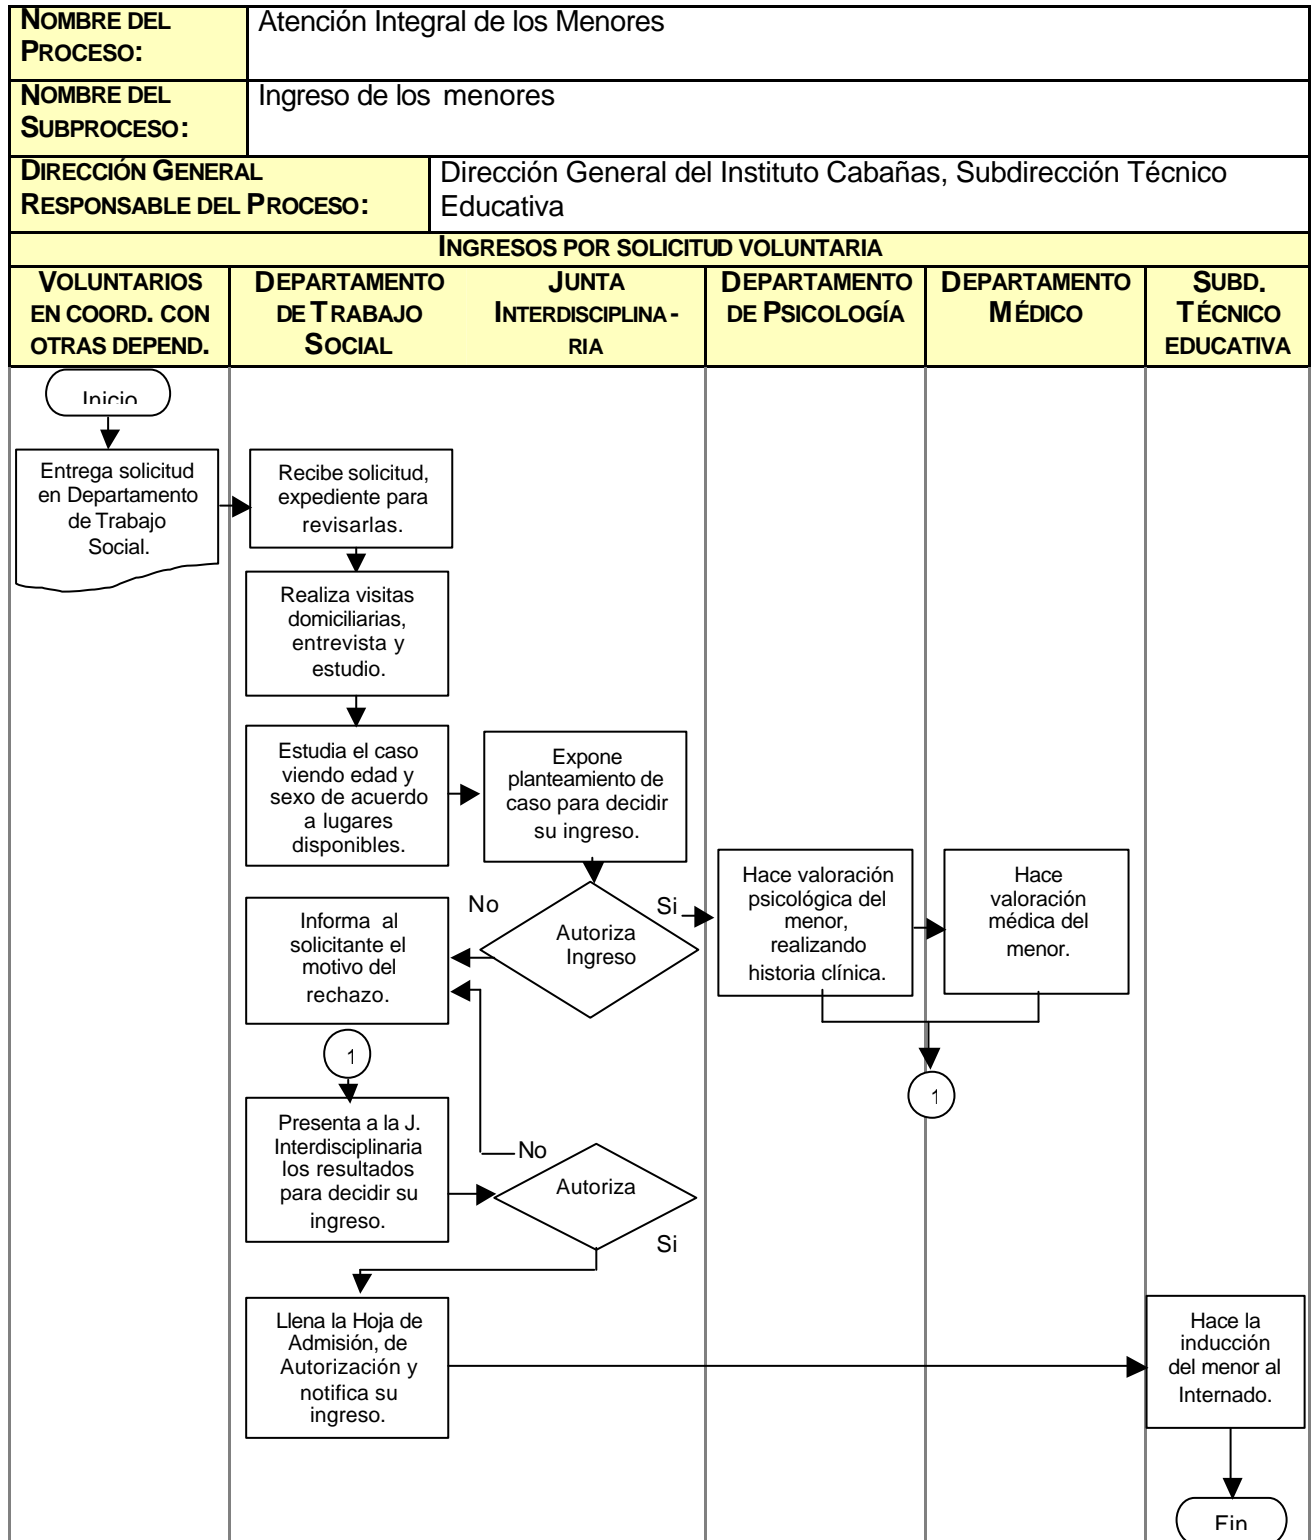 NOMBRE DEL
PROCESO:
Atención Integral de los Menores
NOMBRE DEL
SUBPROCESO:
Ingreso de los menores
DIRECCIÓN GENERAL
RESPONSABLE DEL PROCESO:
Dirección General del Instituto Cabañas, Subdirección Técnico
Educativa
INGRESOS POR SOLICITUD VOLUNTARIA
VOLUNTARIOS
EN COORD. CON
OTRAS DEPEND.
DEPARTAMENTO
DE TRABAJO
SOCIAL
JUNTA
INTERDISCIPLINA-
RIA
DEPARTAMENTO
DE PSICOLOGÍA
DEPARTAMENTO
MÉDICO
SUBD.
TÉCNICO
EDUCATIVA
Inicio
Entrega solicitud
en Departamento
de Trabajo
Social.
Recibe solicitud,
expediente para
revisarlas.
Realiza visitas
domiciliarias,
entrevista y
estudio.
Estudia el caso
viendo edad y
sexo de acuerdo
a lugares
disponibles.
Expone
planteamiento de
caso para decidir
su ingreso.
No
Autoriza
Ingreso
Si
Hace valoración
psicológica del
menor,
realizando
historia clínica.
Hace
valoración
médica del
menor.
Informa al
solicitante el
motivo del
rechazo.
1
1
Presenta a la J.
Interdisciplinaria
los resultados
para decidir su
ingreso.
No
Autoriza
Si
Llena la Hoja de
Admisión, de
Autorización y
notifica su
ingreso.
Hace la
inducción
del menor al
Internado.
Fin